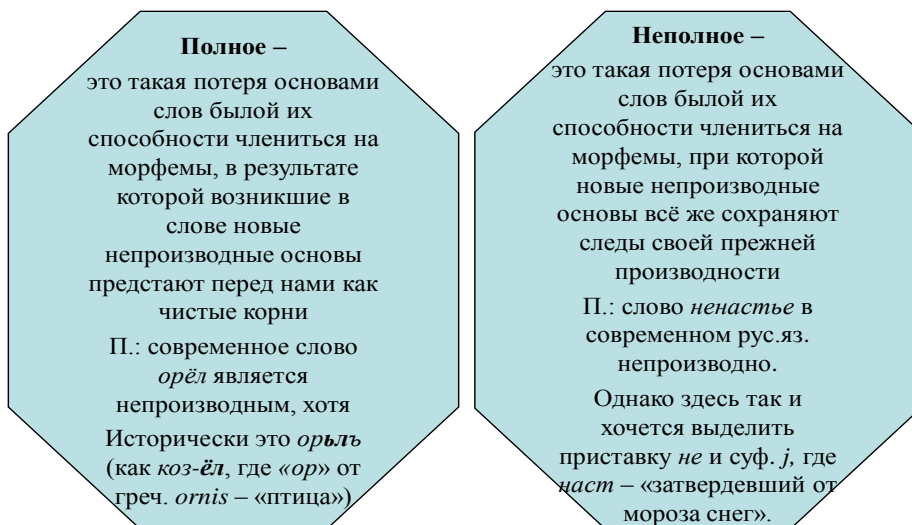 Полное –
это такая потеря основами
слов былой их
способности члениться на
морфемы, в результате
которой возникшие в
слове новые
непроизводные основы
предстают перед нами как
чистые корни
П.: современное слово
орёл является
непроизводным, хотя
Исторически это орьлъ
(как коз-ёл, где «ор» от
греч. ornis – «птица»)
Неполное –
это такая потеря основами
слов былой их
способности члениться на
морфемы, при которой
новые непроизводные
основы всё же сохраняют
следы своей прежней
производности
П.: слово ненастье в
современном рус.яз.
непроизводно.
Однако здесь так и
хочется выделить
приставку не и суф. j, где
наст – «затвердевший от
мороза снег».